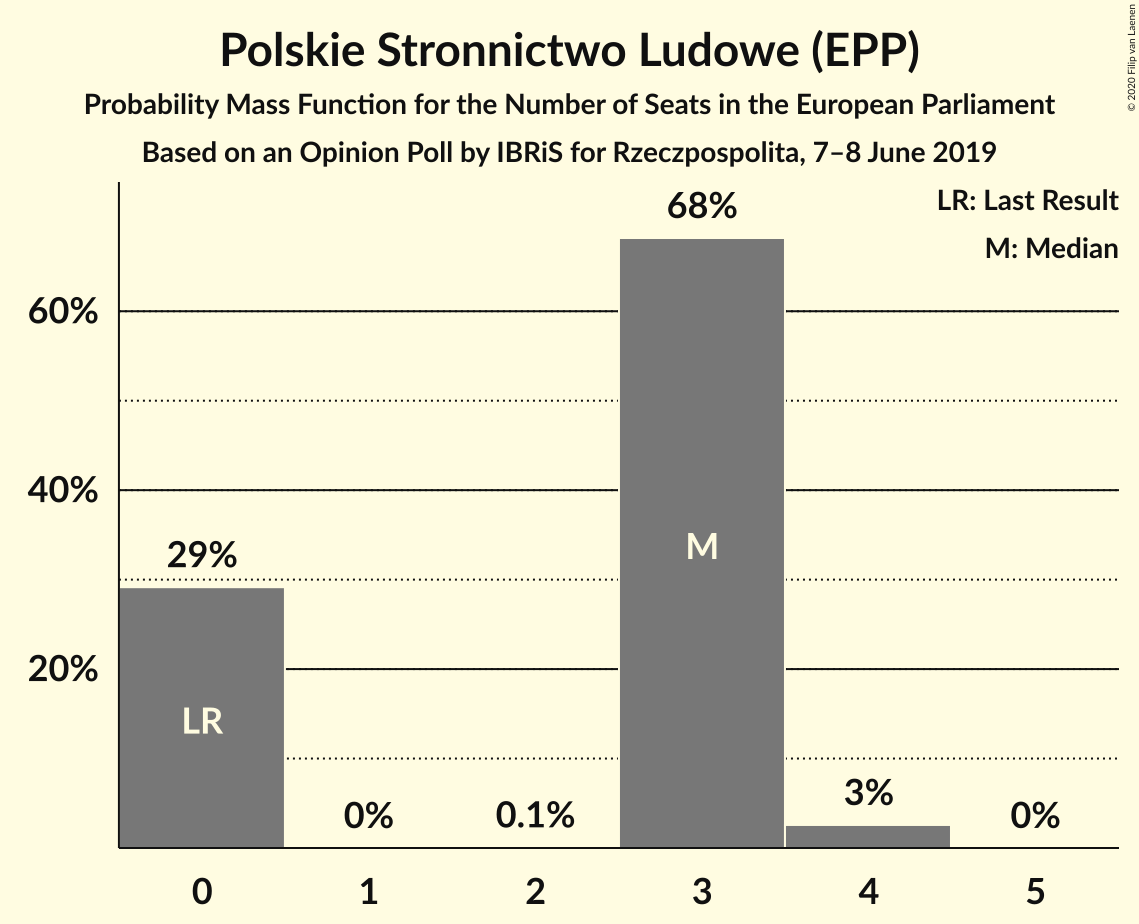 Polskie Stronnictwo Ludowe (EPP)
Probability Mass Function for the Number of Seats in the European Parliament
Based on an Opinion Poll by IBRiS for Rzeczpospolita, 7–8 June 2019
© 2020 Filip van Laenen
LR: Last Result
M: Median
68%
60%
40%
M
29%
20%
LR
0%
0.1%
3%
0%
0 1 2 3 4 5